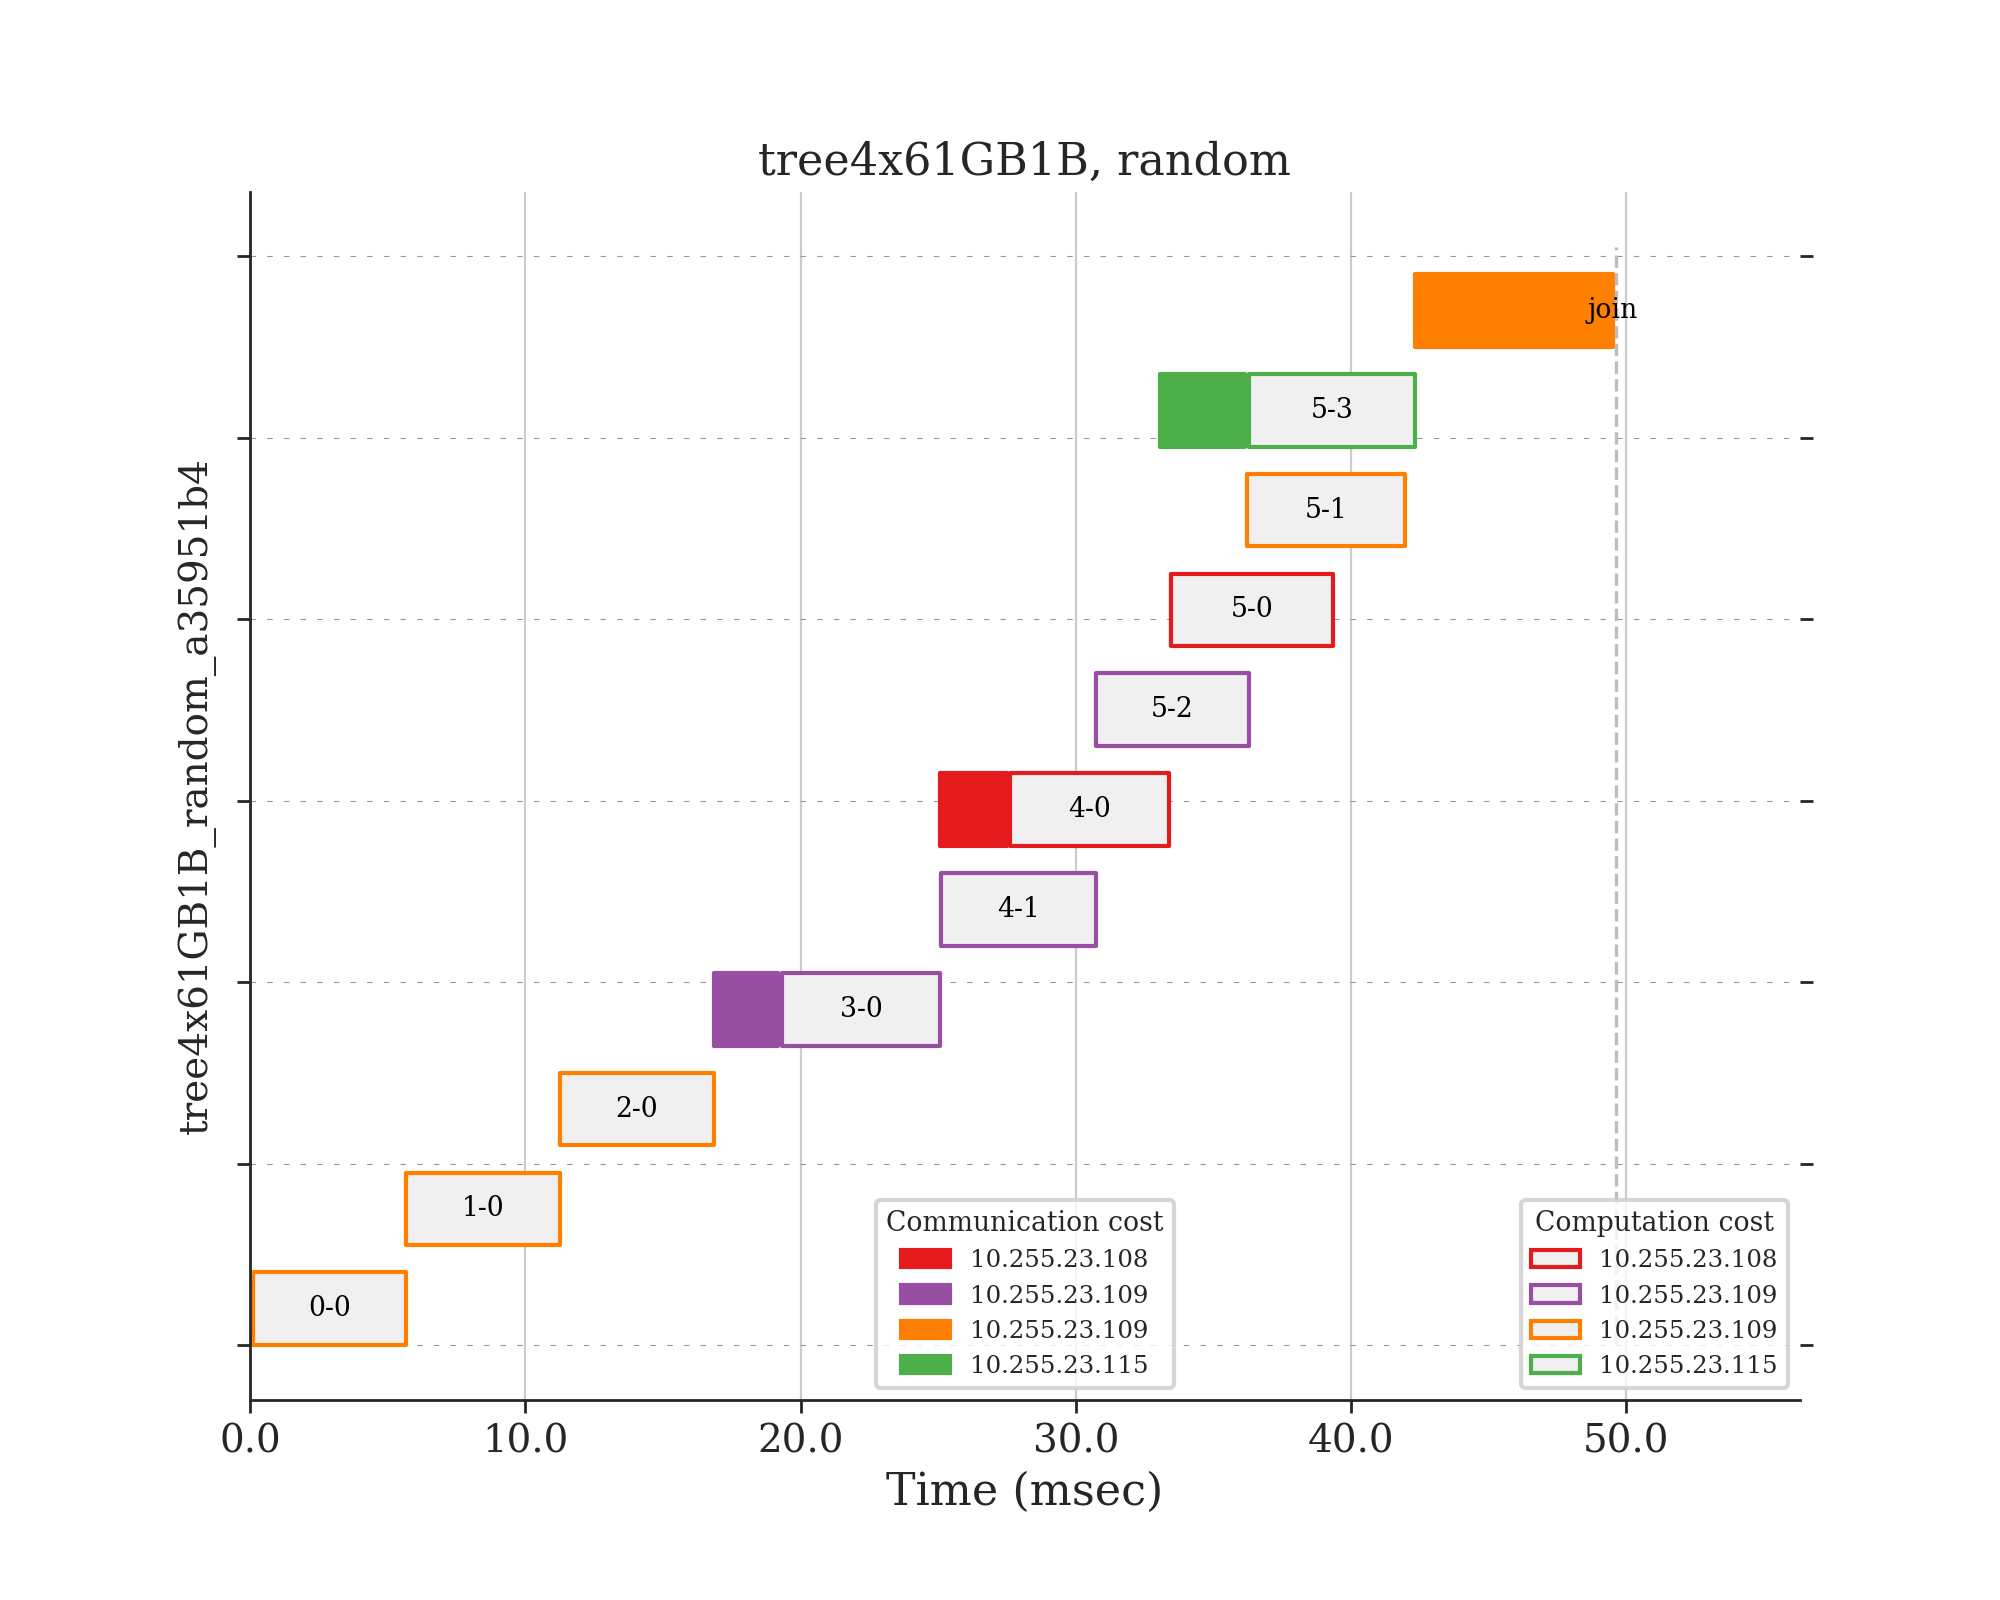 tree4x61GB1B, random
tree4x61GB1B_random_a35951b4
join
5-3
5-1
5-0
5-2
4-0
4-1
3-0
2-0
1-0
0-0
Communication cost
10.255.23.108
10.255.23.109
10.255.23.109
10.255.23.115
Computation cost
10.255.23.108
10.255.23.109
10.255.23.109
10.255.23.115
0.0 10.0 20.0 30.0 40.0 50.0
Time (msec)